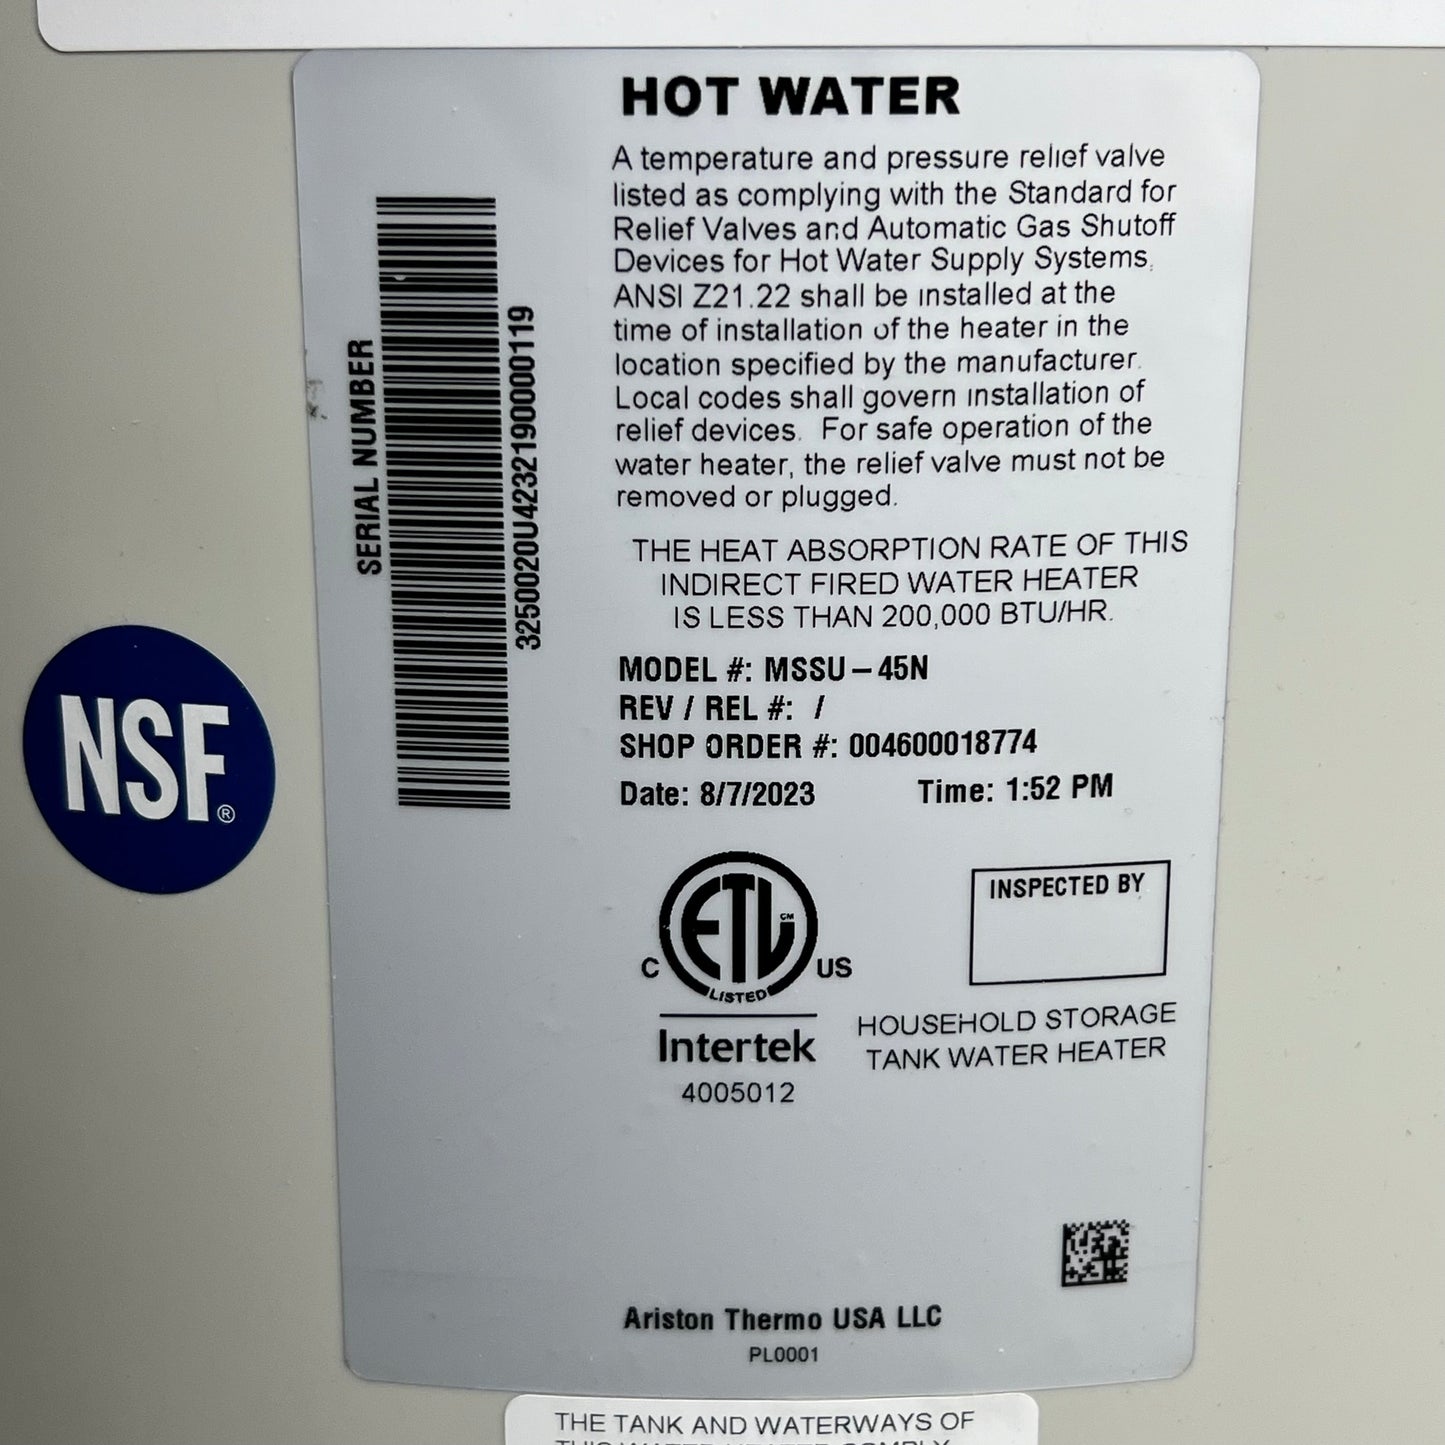 HOT WATER
A temperature and pressure relief valve
listed as complying with the Standard for
Relief Valves and Automatic Gas Shutoff
Devices for Hot Water Supply Systems,
ANSI Z21.22 shall be installed at the
time of installation of the heater in the
location specified by the manufacturer.
Local codes shall govern installation of
relief devices. For safe operation of the
water heater, the relief valve must not be
removed or plugged.
THE HEAT ABSORPTION RATE OF THIS
INDIRECT FIRED WATER HEATER
IS LESS THAN 200,000 BTU/HR.
SERIAL NUMBER
3250020U4232190000119
MODEL #: MSSU-45N
REV / REL #: /
SHOP ORDER #: 004600018774
Date: 8/7/2023 Time: 1:52 PM
NSF®
ETL CM
C US
LISTED
Intertek
4005012
INSPECTED BY
HOUSEHOLD STORAGE
TANK WATER HEATER
Ariston Thermo USA LLC
PL0001
THE TANK AND WATERWAYS OF
THIS WATER HEATER COMPLY